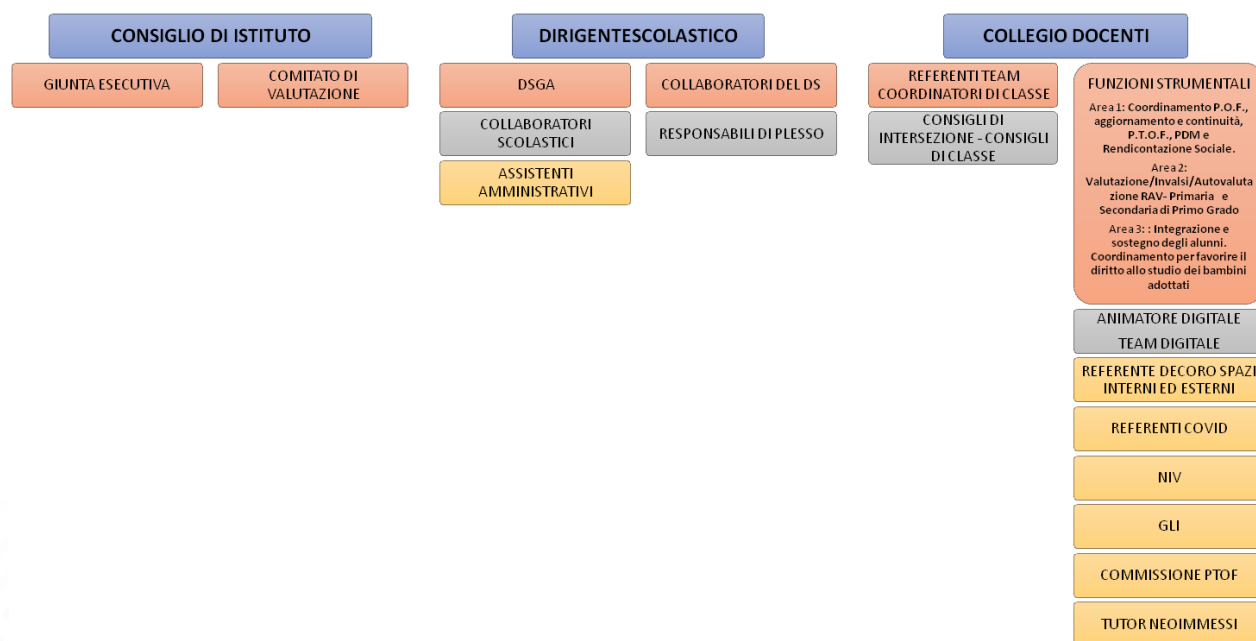 CONSIGLIO DI ISTITUTO
GIUNTA ESECUTIVA
COMITATO DI
VALUTAZIONE
DIRIGENTESCOLASTICO
DSGA
COLLABORATORI
SCOLASTICI
ASSISTENTI
AMMINISTRATIVI
COLLABORATORI DEL DS
RESPONSABILI DI PLESSO
COLLEGIO DOCENTI
REFERENTI TEAM
COORDINATORI DI CLASSE
CONSIGLI DI
INTERSEZIONE - CONSIGLI
DI CLASSE
FUNZIONI STRUMENTALI
Area 1: Coordinamento P.O.F.,
aggiornamento e continuità,
P.T.O.F., PDM e
Rendicontazione Sociale.
Area 2:
Valutazione/Invalsi/Autovaluta
zione RAV- Primaria e
Secondaria di Primo Grado
Area 3: : Integrazione e
sostegno degli alunni.
Coordinamento per favorire il
diritto allo studio dei bambini
adottati
ANIMATORE DIGITALE
TEAM DIGITALE
REFERENTE DECORO SPAZI
INTERNI ED ESTERNI
REFERENTI COVID
NIV
GLI
COMMISSIONE PTOF
TUTOR NEOIMMESSI